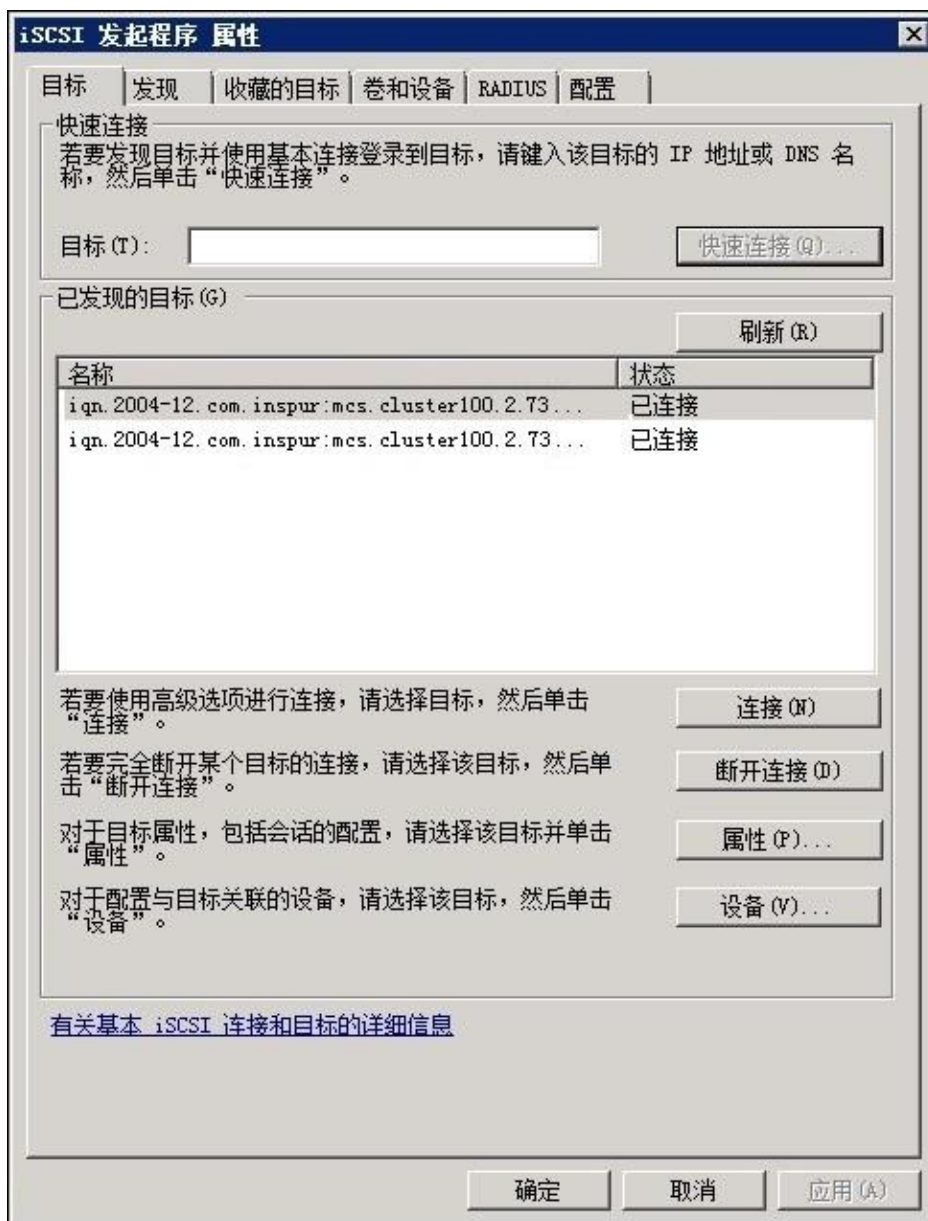 iSCSI 发起程序 属性
目标
发现
收藏的目标
卷和设备
RADIUS
配置
快速连接
若要发现目标并使用基本连接登录到目标，请键入该目标的 IP 地址或 DNS 名
称，然后单击“快速连接”。
目标(T):
快速连接(Q)...
已发现的目标(G)
刷新(R)
名称
状态
iqn.2004-12.com.inspur:mcs.cluster100.2.73...
已连接
iqn.2004-12.com.inspur:mcs.cluster100.2.73...
已连接
若要使用高级选项进行连接，请选择目标，然后单击
“连接”。
连接(N)
若要完全断开某个目标的连接，请选择该目标，然后单
击“断开连接”。
断开连接(D)
对于目标属性，包括会话的配置，请选择该目标并单击
“属性”。
属性(P)...
对于配置与目标关联的设备，请选择该目标，然后单击
“设备”。
设备(V)...
有关基本 iSCSI 连接和目标的详细信息
确定
取消
应用(A)